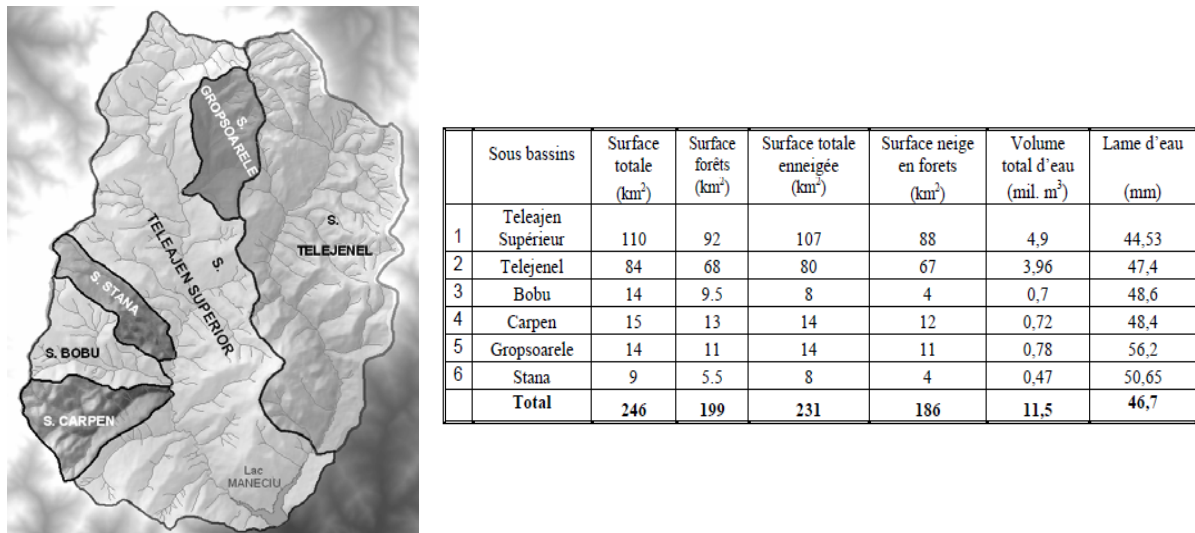 S.
GROPSOARELE
S.
TELEJENEL
TELEAJEN SUPERIOR
S.
S. STANA
S. BOBU
S. CARPEN
Lac
MANECIU
Sous bassins Surface totale (km²) Surface forêts (km²) Surface totale enneigée (km²) Surface neige en forets (km²) Volume total d'eau (mil. m³) Lame d'eau (mm)
1 Teleajen Supérieur 110 92 107 88 4,9 44,53
2 Telejenel 84 68 80 67 3,96 47,4
3 Bobu 14 9.5 8 4 0,7 48,6
4 Carpen 15 13 14 12 0,72 48,4
5 Gropsoarele 14 11 14 11 0,78 56,2
6 Stana 9 5.5 8 4 0,47 50,65
Total 246 199 231 186 11,5 46,7